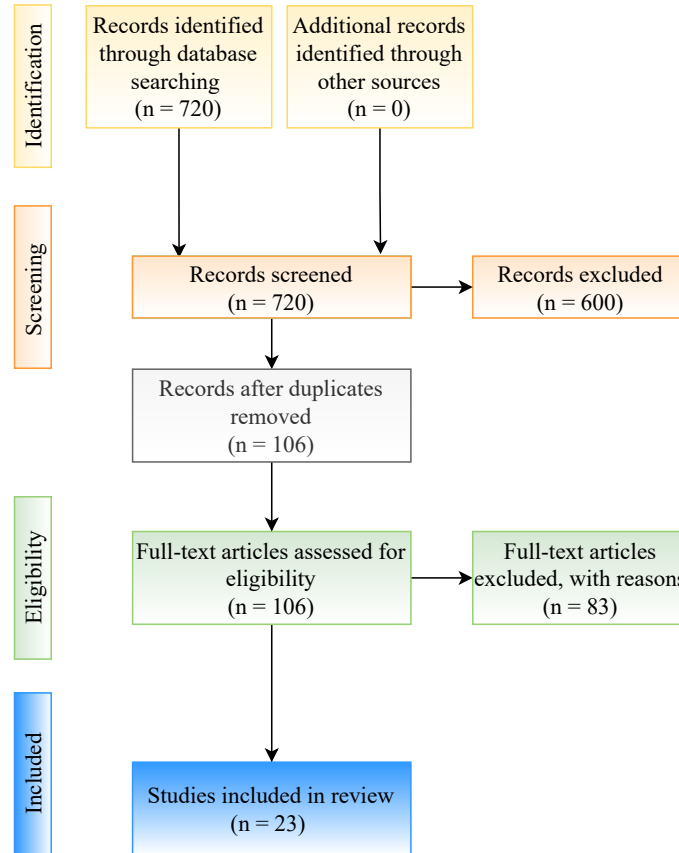 Identification
Records identified
through database
searching
(n = 720)
Additional records
identified through
other sources
(n = 0)
Screening
Records screened
(n = 720)
Records excluded
(n = 600)
Records after duplicates
removed
(n = 106)
Eligibility
Full-text articles assessed for
eligibility
(n = 106)
Full-text articles
excluded, with reasons
(n = 83)
Included
Studies included in review
(n = 23)